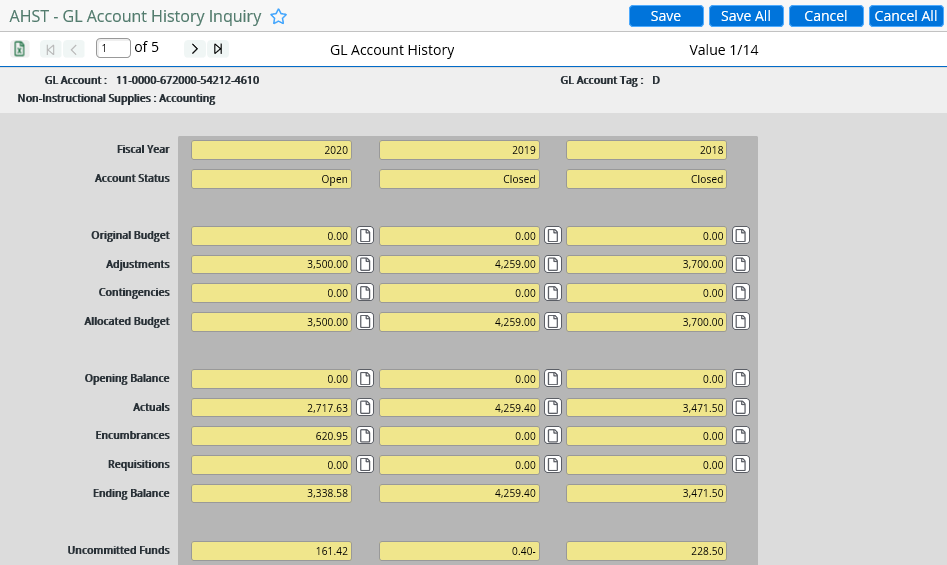 AHST - GL Account History Inquiry Save Save All Cancel Cancel All
1 of 5 GL Account History Value 1/14
GL Account : 11-0000-672000-54212-4610 GL Account Tag : D
Non-Instructional Supplies : Accounting
Fiscal Year 2020 2019 2018
Account Status Open Closed Closed
Original Budget 0.00 0.00 0.00
Adjustments 3,500.00 4,259.00 3,700.00
Contingencies 0.00 0.00 0.00
Allocated Budget 3,500.00 4,259.00 3,700.00
Opening Balance 0.00 0.00 0.00
Actuals 2,717.63 4,259.40 3,471.50
Encumbrances 620.95 0.00 0.00
Requisitions 0.00 0.00 0.00
Ending Balance 3,338.58 4,259.40 3,471.50
Uncommitted Funds 161.42 0.40- 228.50